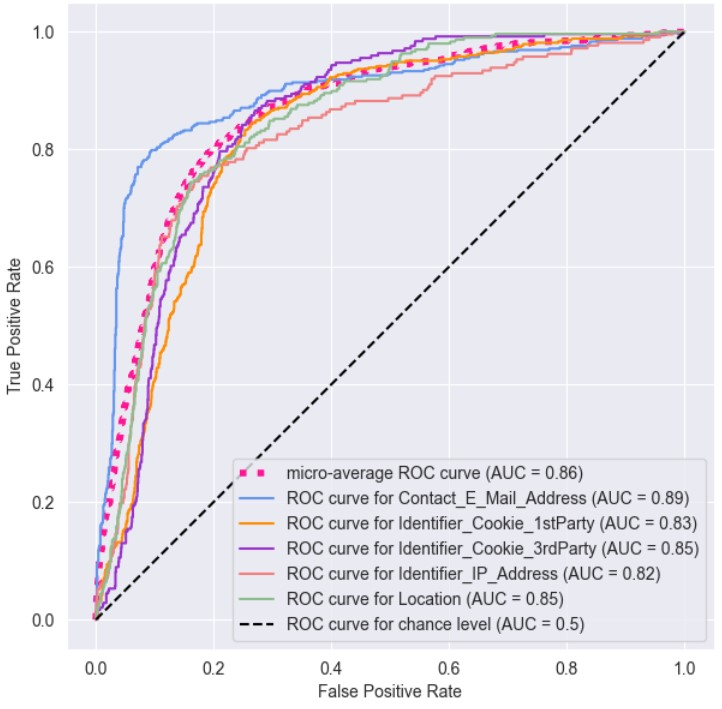 1.0
0.8
0.6
0.4
0.2
0.0
True Positive Rate
micro-average ROC curve (AUC = 0.86)
ROC curve for Contact_E_Mail_Address (AUC = 0.89)
ROC curve for Identifier_Cookie_1stParty (AUC = 0.83)
ROC curve for Identifier_Cookie_3rdParty (AUC = 0.85)
ROC curve for Identifier_IP_Address (AUC = 0.82)
ROC curve for Location (AUC = 0.85)
ROC curve for chance level (AUC = 0.5)
0.0 0.2 0.4 0.6 0.8 1.0
False Positive Rate